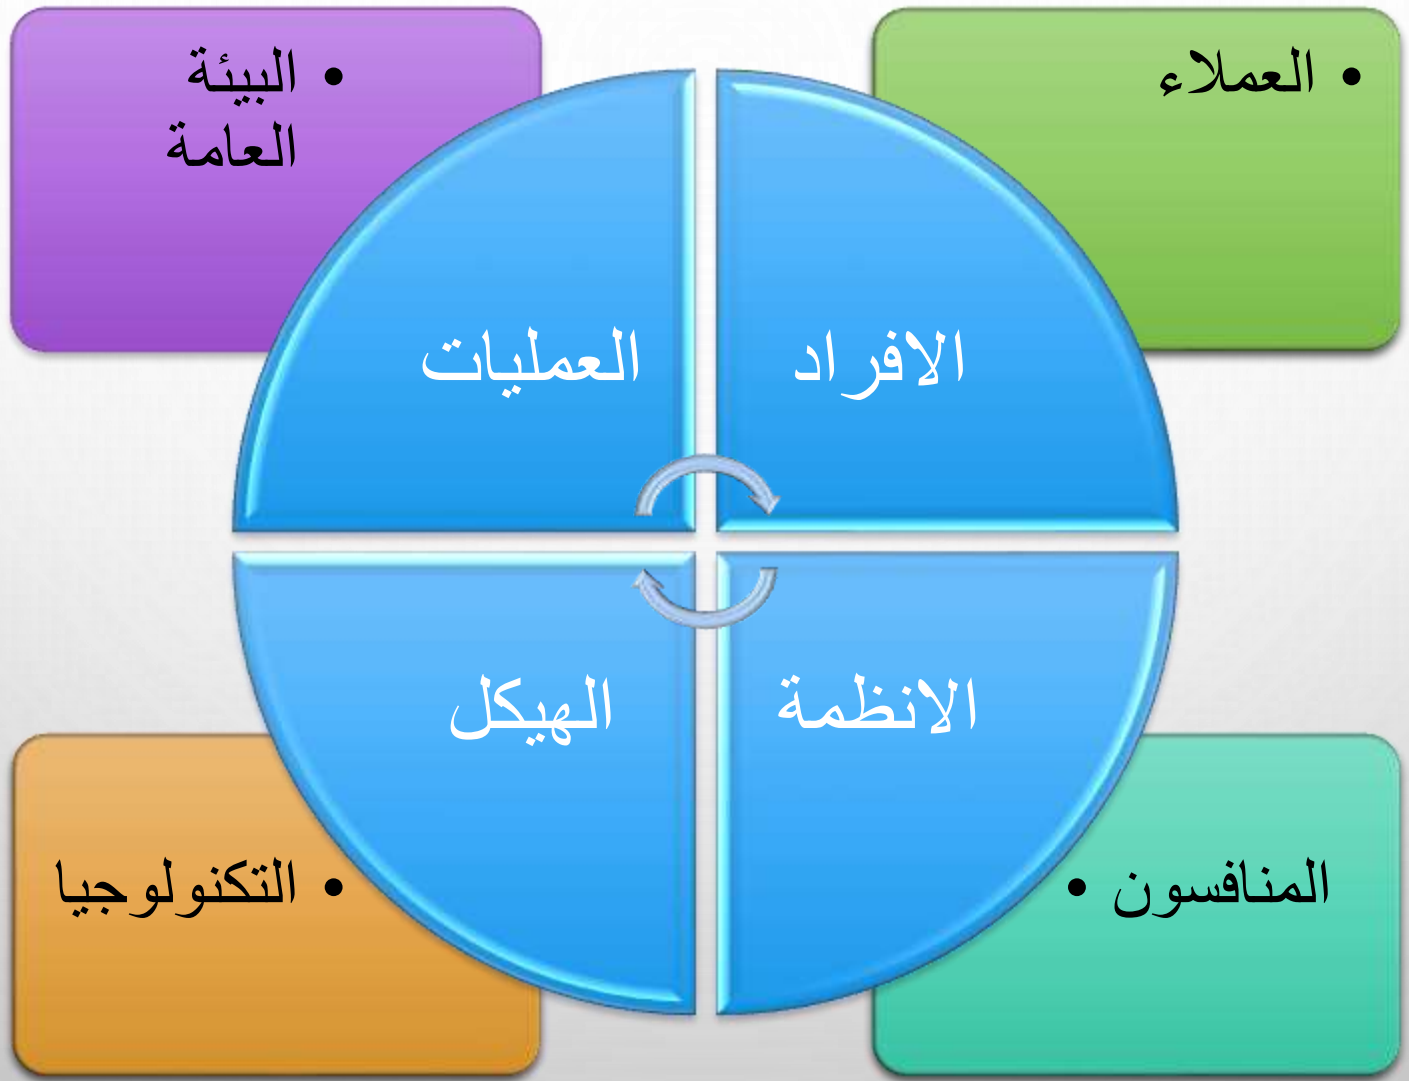 • العملاء
• البيئة
العامة
الافراد
العمليات
الانظمة
الهيكل
المنافسون •
• التكنولوجيا